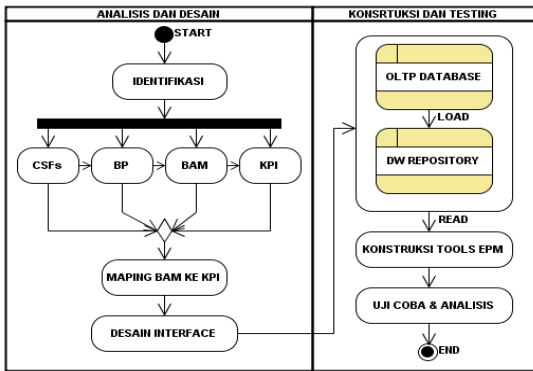 ANALISIS DAN DESAIN
START
IDENTIFIKASI
CSFs
BP
BAM
KPI
MAPING BAM KE KPI
DESAIN INTERFACE
KONSRTUKSI DAN TESTING
OLTP DATABASE
LOAD
DW REPOSITORY
READ
KONSTRUKSI TOOLS EPM
UJI COBA & ANALISIS
END